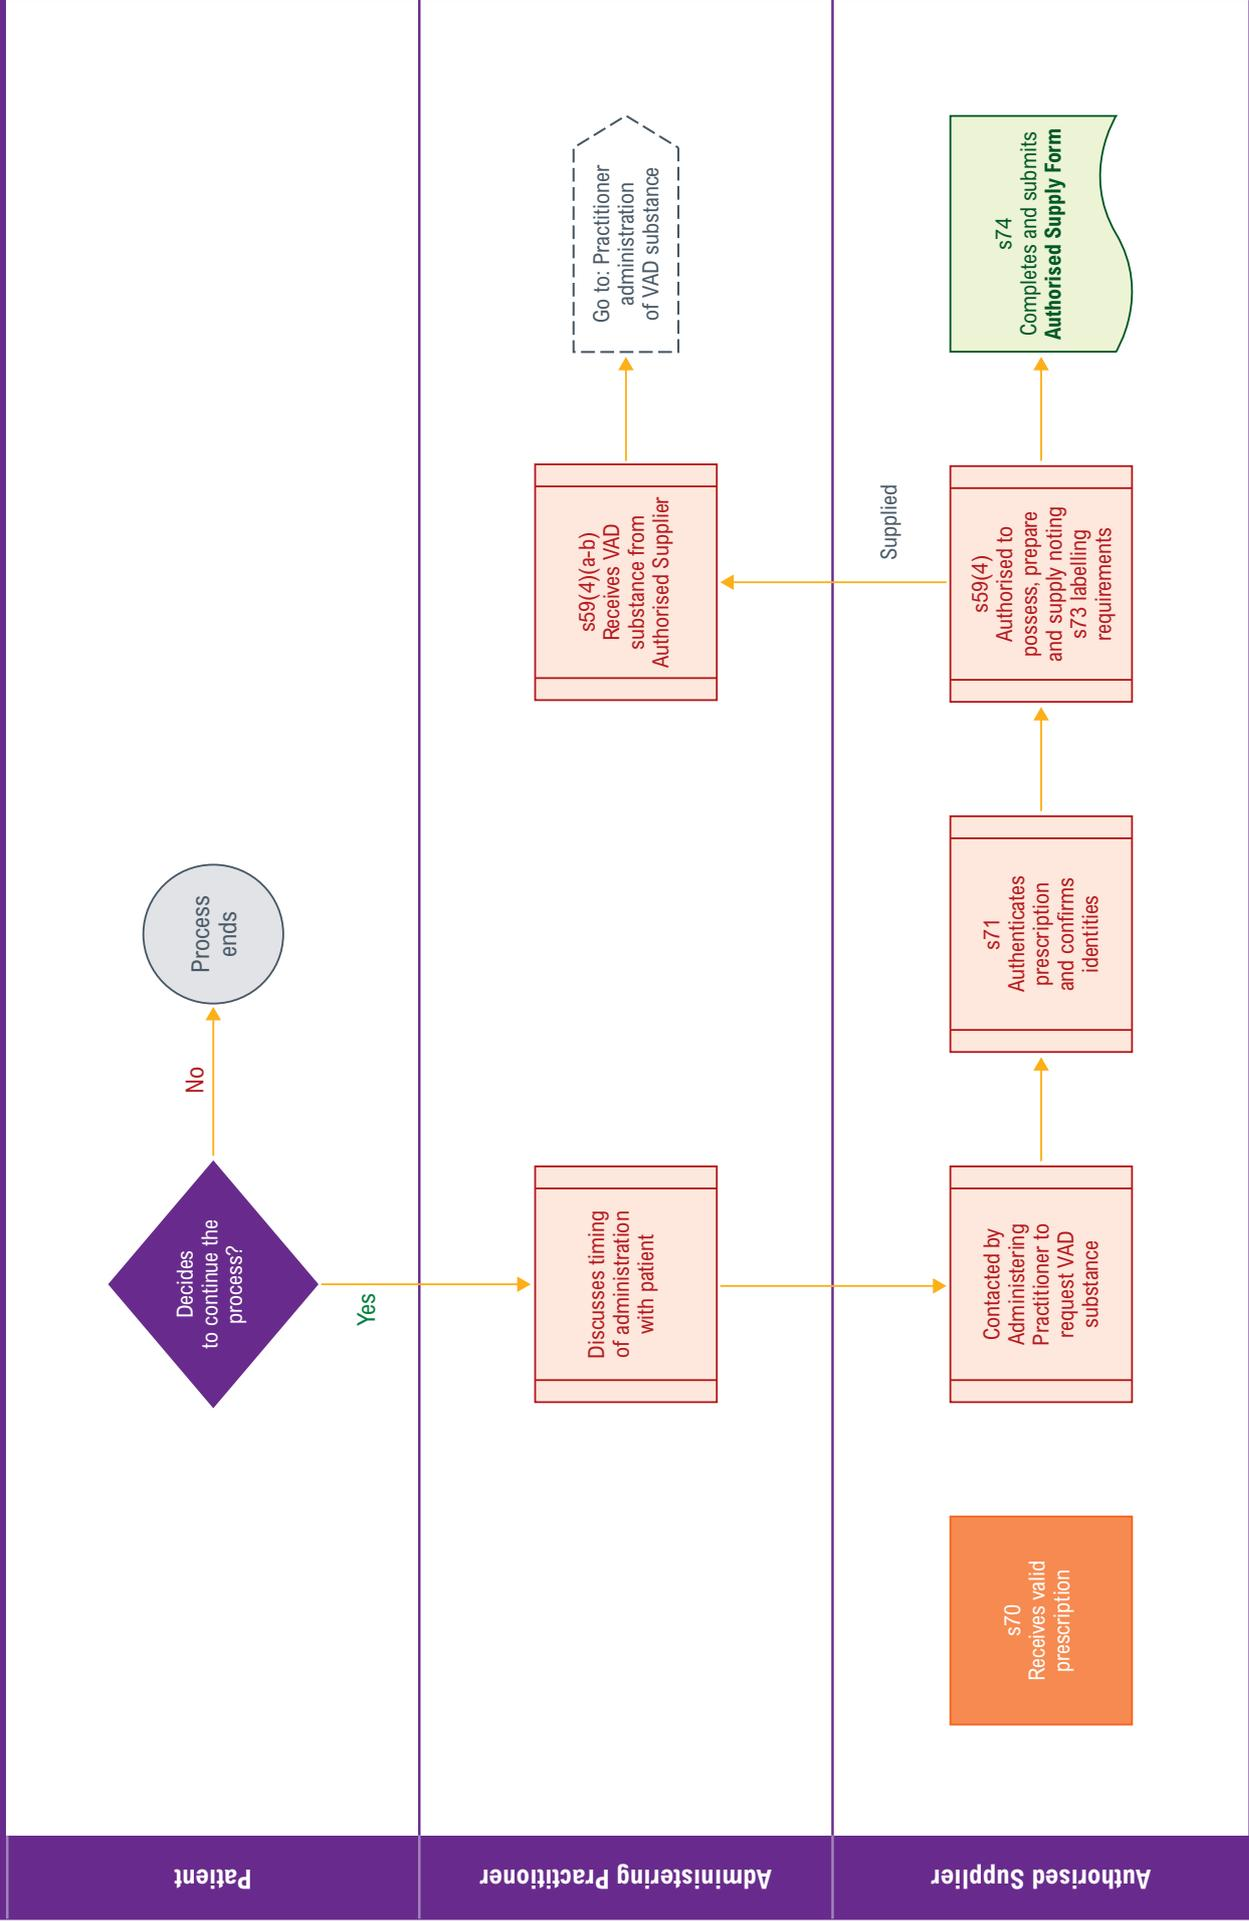 Patient
Decides
to continue the
process?
No
Process
ends
Yes
Administering Practitioner
Discusses timing
of administration
with patient
s59(4)(a-b)
Receives VAD
substance from
Authorised Supplier
Go to: Practitioner
administration
of VAD substance
Authorised Supplier
s70
Receives valid
prescription
Contacted by
Administering
Practitioner to
request VAD
substance
s71
Authenticates
prescription
and confirms
identities
s59(4)
Authorised to
possess, prepare
and supply noting
s73 labelling
requirements
Supplied
s74
Completes and submits
Authorised Supply Form